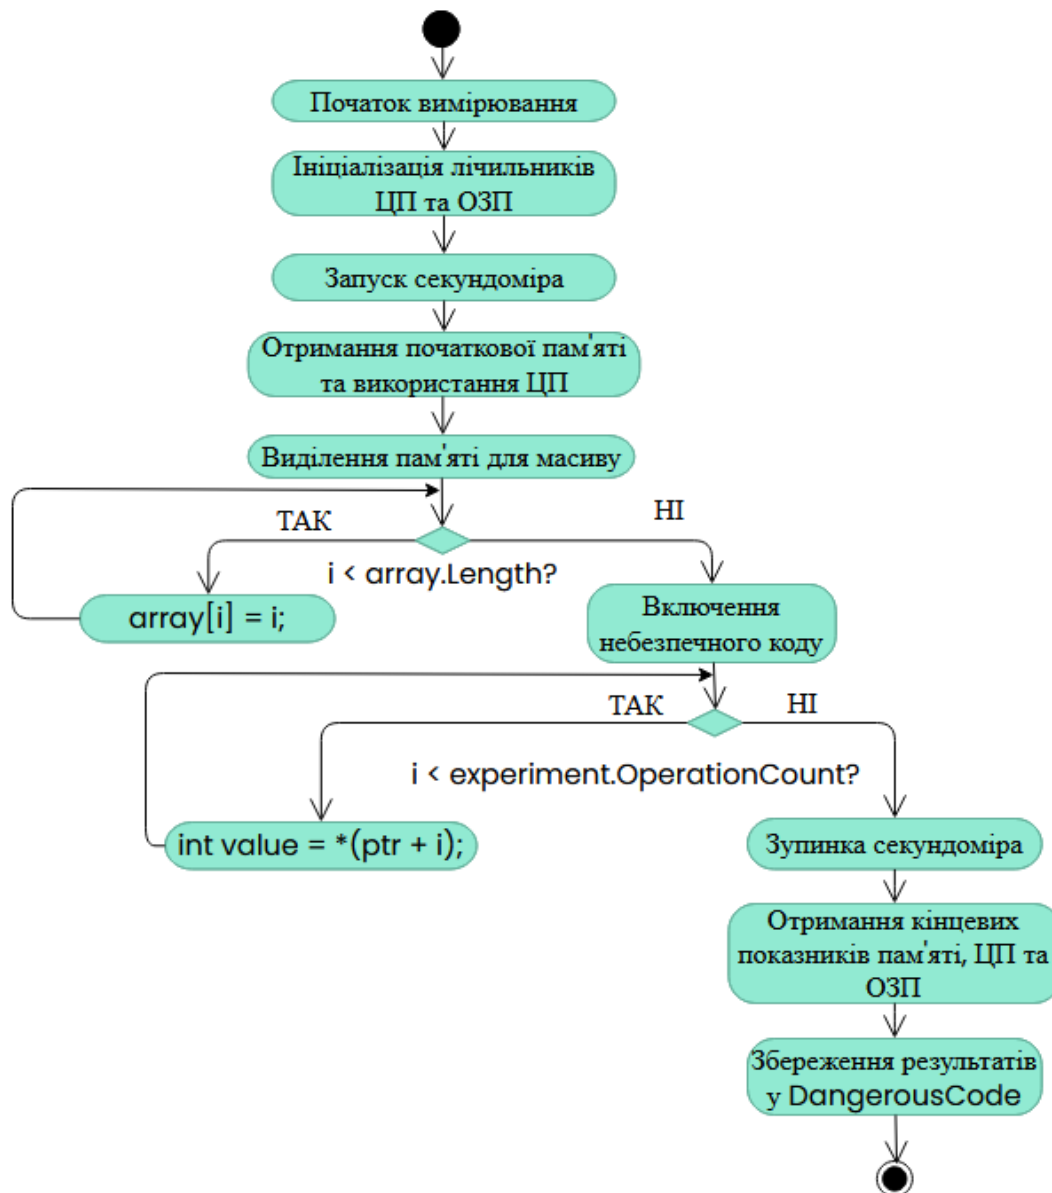 Початок вимірювання
Ініціалізація лічильників
ЦП та ОЗП
Запуск секундоміра
Отримання початкової пам'яті
та використання ЦП
Виділення пам'яті для масиву
ТАК
НІ
i < array.Length?
array[i] = i;
Включення
небезпечного коду
ТАК
НІ
i < experiment.OperationCount?
int value = *(ptr + i);
Зупинка секундоміра
Отримання кінцевих
показників пам'яті, ЦП та
ОЗП
Збереження результатів
у DangerousCode